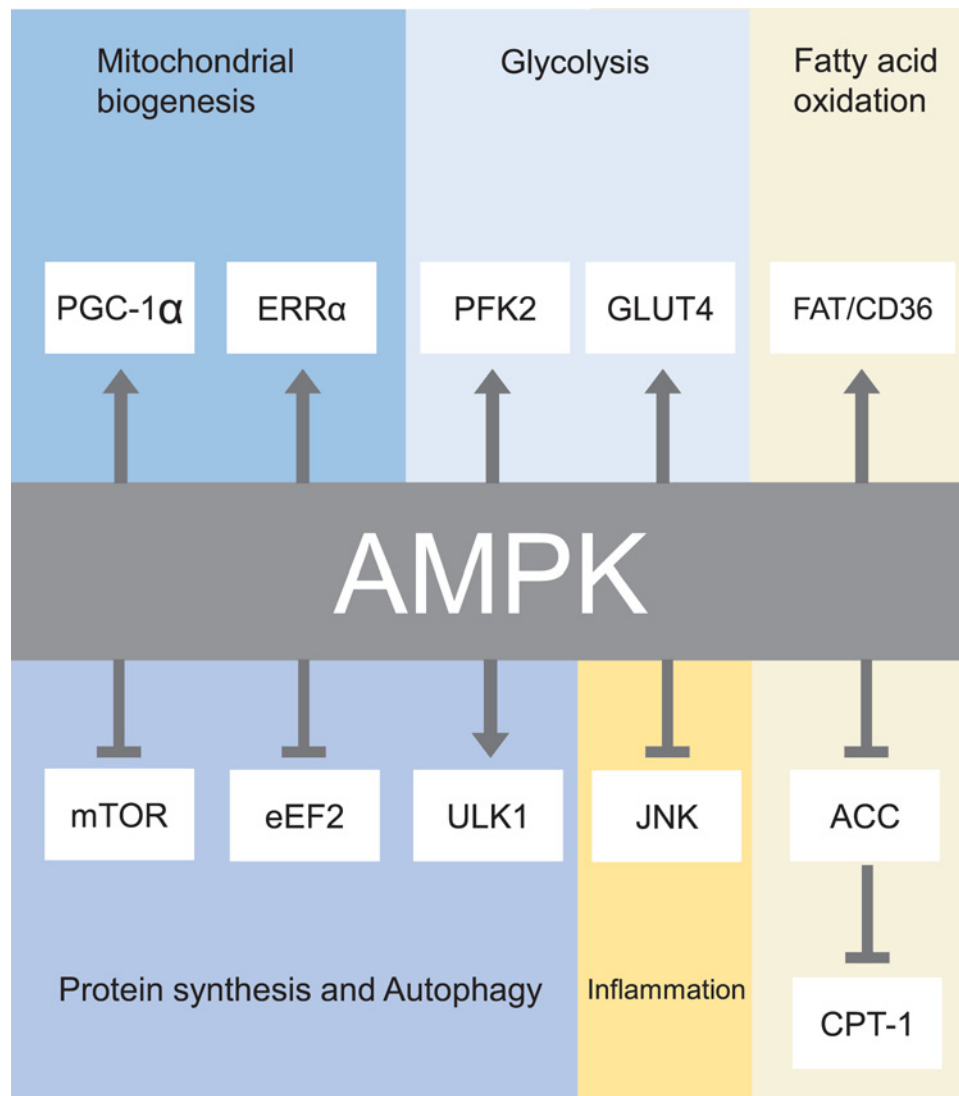 Mitochondrial
biogenesis
Glycolysis
Fatty acid
oxidation
PGC-1α
ERRα
PFK2
GLUT4
FAT/CD36
AMPK
mTOR
eEF2
ULK1
JNK
ACC
Protein synthesis and Autophagy
Inflammation
CPT-1